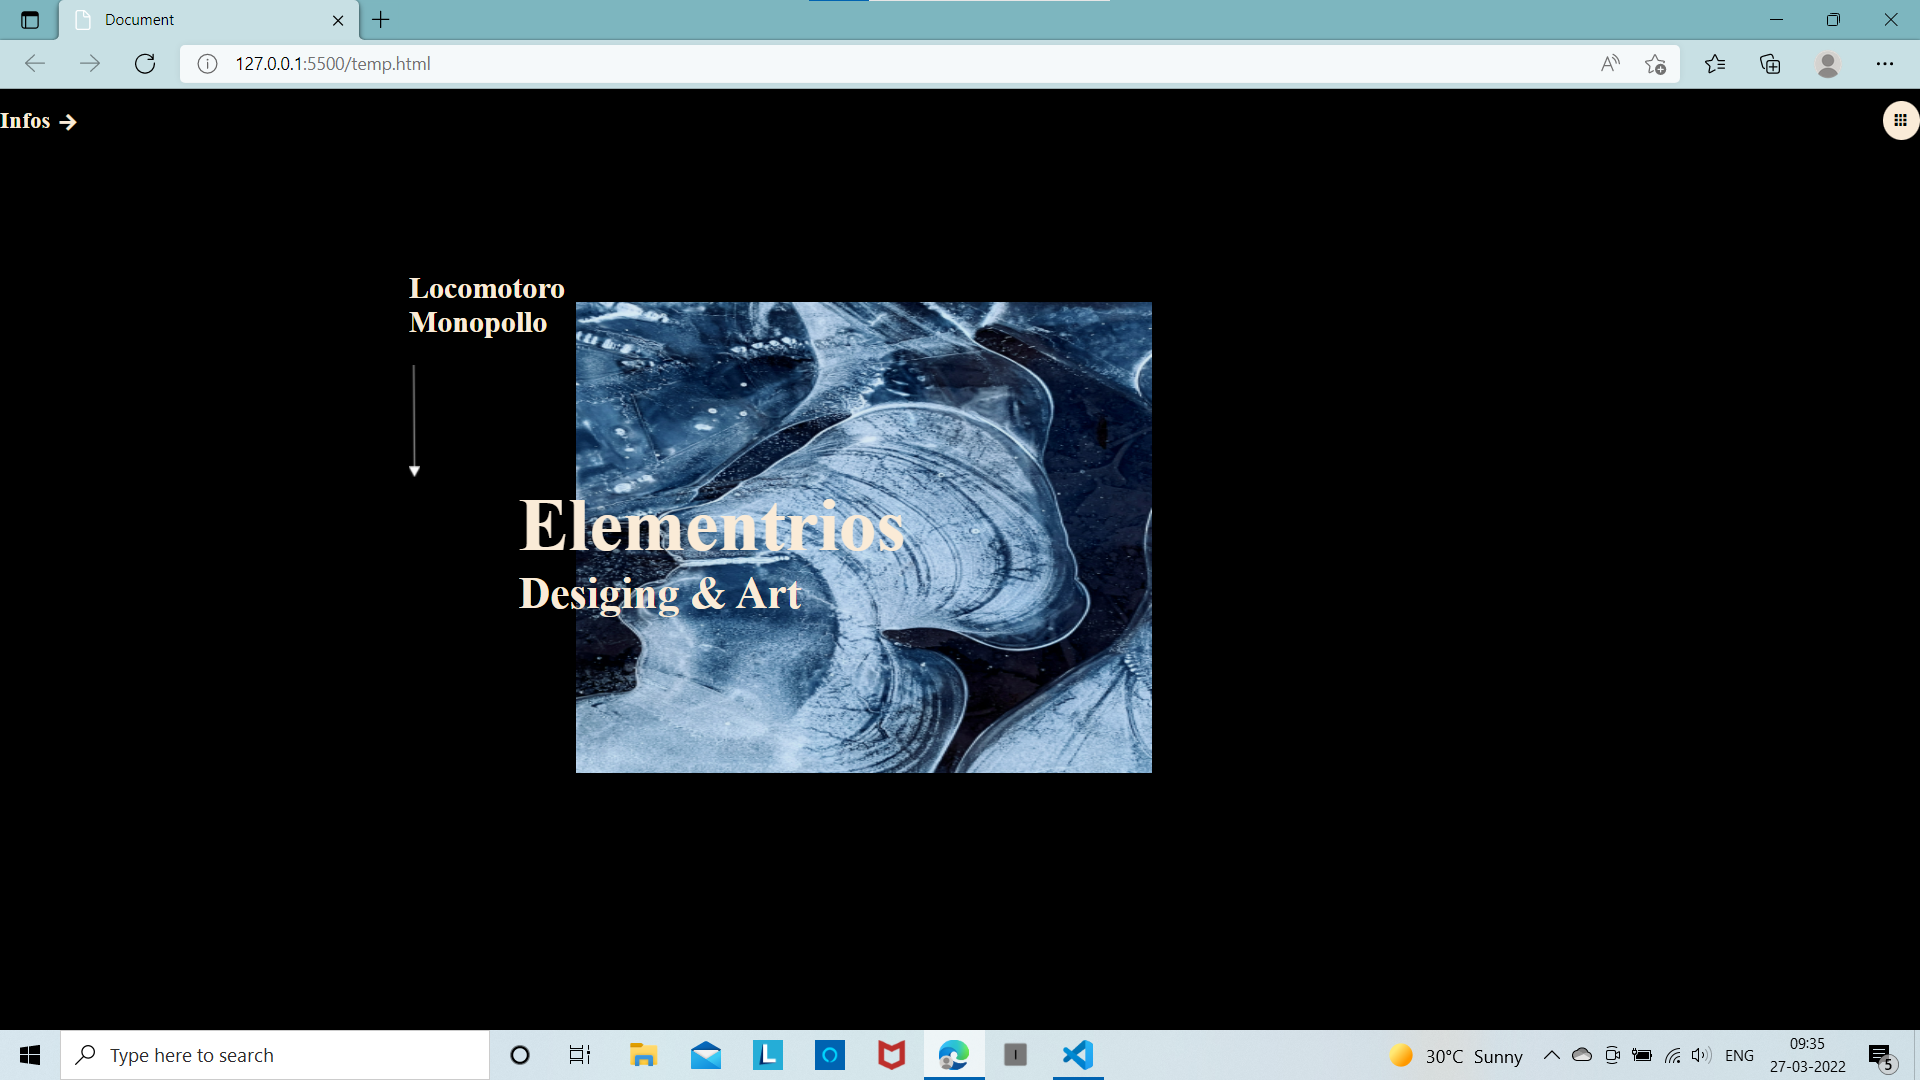 Document
127.0.0.1:5500/temp.html
Infos →
Locomotoro
Monopollo
Elementrios
Desiging & Art
Type here to search
L
I
30°C Sunny
ENG
09:35
27-03-2022
5